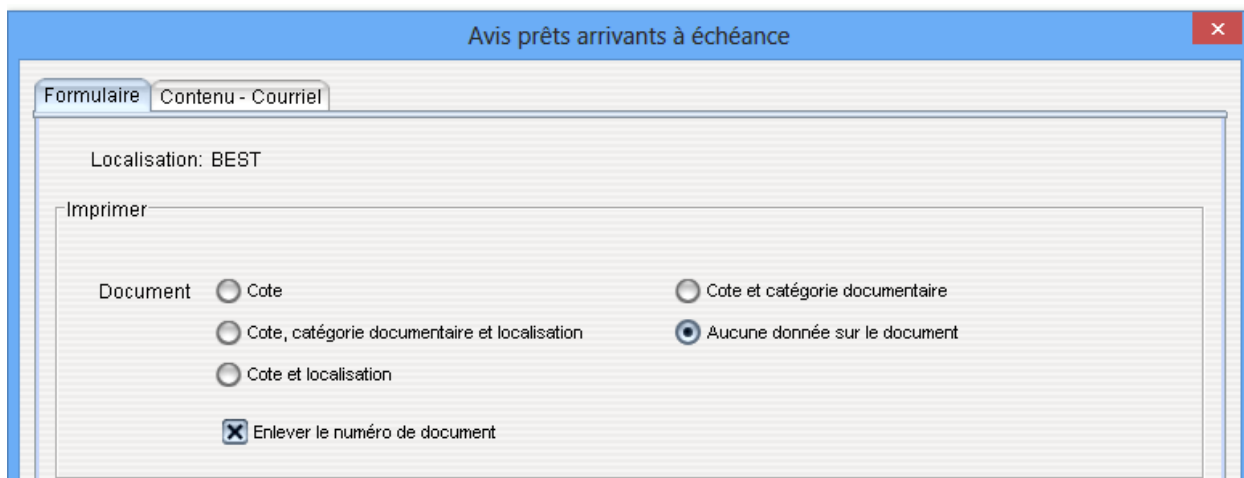 Avis prêts arrivants à échéance
Formulaire Contenu - Courriel
Localisation: BEST
Imprimer
Document Cote Cote et catégorie documentaire
Cote, catégorie documentaire et localisation Aucune donnée sur le document
Cote et localisation
Enlever le numéro de document